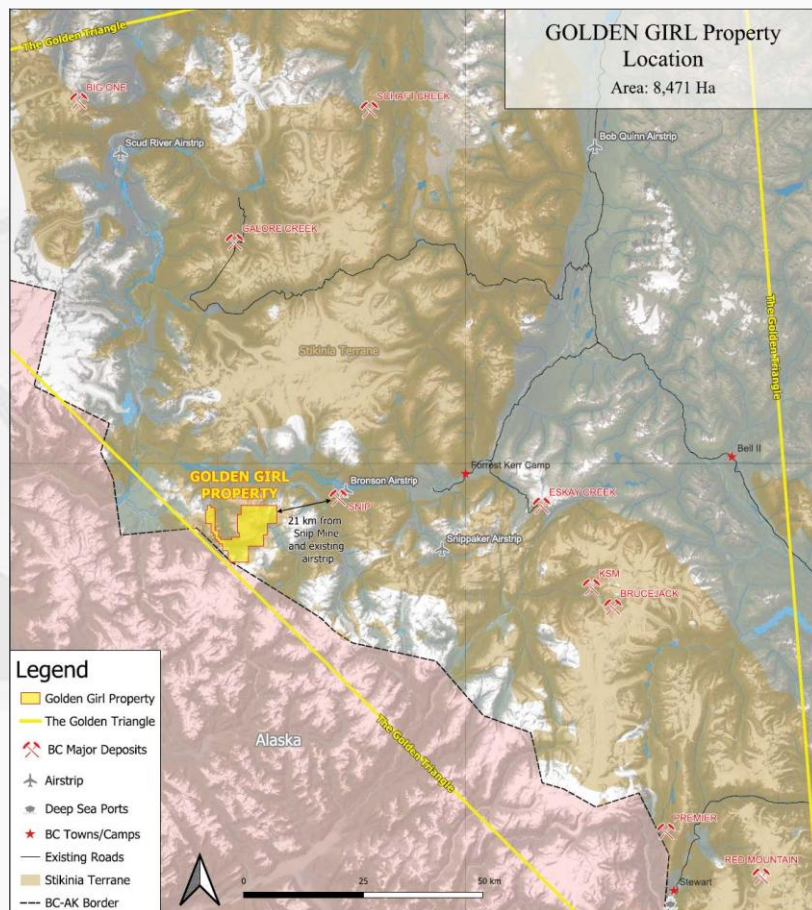 GOLDEN GIRL Property
Location
Area: 8,471 Ha
The Golden Triangle
BIG ONE
SCHAFT CREEK
Scud River Airstrip
Bob Quinn Airstrip
GALORE CREEK
The Golden Triangle
Stikinia Terrane
Bell II
Forrest Kerr Camp
GOLDEN GIRL
PROPERTY
Bronson Airstrip
SNIP
ESKAY CREEK
21 km from
Snip Mine
and existing
airstrip
Snippaker Airstrip
KSM
BRUCEJACK
Alaska
The Golden Triangle
PREMIER
RED MOUNTAIN
Stewart
Legend
Golden Girl Property
The Golden Triangle
BC Major Deposits
Airstrip
Deep Sea Ports
BC Towns/Camps
Existing Roads
Stikinia Terrane
BC-AK Border
0
25
50 km